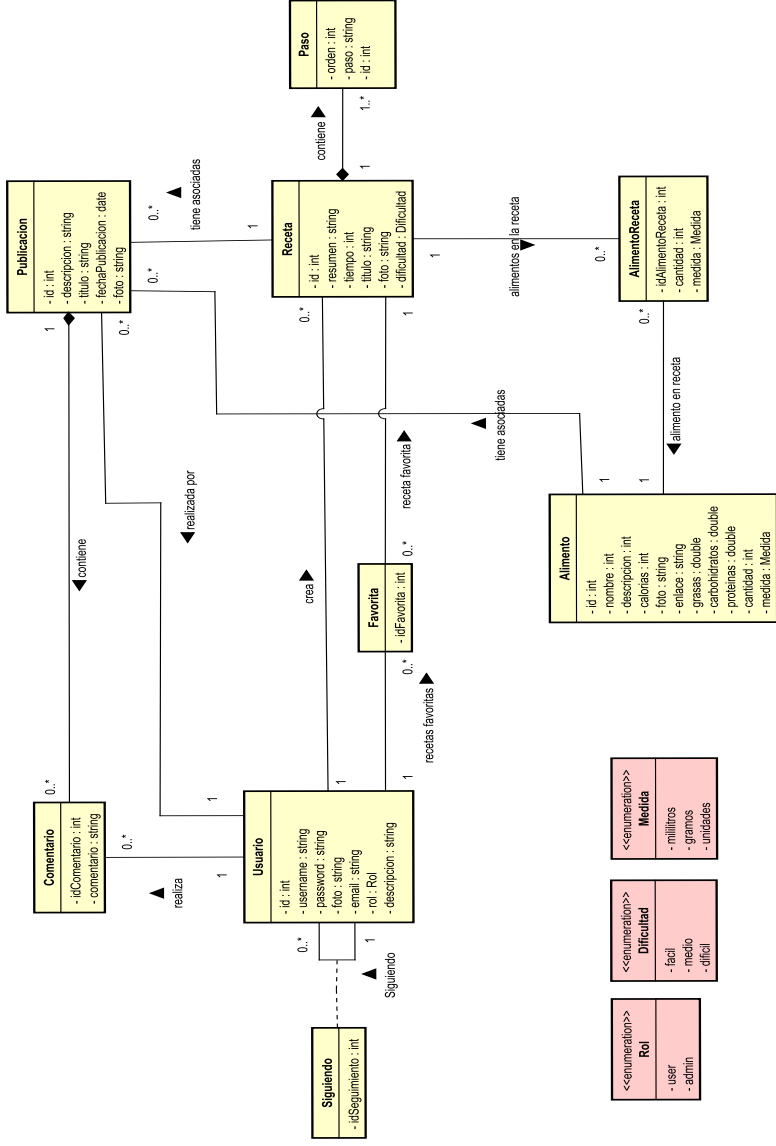 Comentario
- idComentario : int
- comentario : string
0..*
contiene
1
Publicacion
- id : int
- descripcion : string
- titulo : string
- fechaPublicacion : date
- foto : string
0..*
realiza
1
realizada por
1
0..*
0..*
0..*
tiene asociadas
1
Siguiendo
- idSeguimiento : int
0..*
1
Siguiendo
Usuario
- id : int
- username : string
- password : string
- foto : string
- email : string
- rol : Rol
- descripcion : string
1
crea
0..*
1
recetas favoritas
0..*
Favorita
- idFavorita : int
0..*
receta favorita
1
Receta
- id : int
- resumen : string
- tiempo : int
- titulo : string
- foto : string
- dificultad : Dificultad
1
contiene
1..*
Paso
- orden : int
- paso : string
- id : int
tiene asociadas
1
1
alimentos en la receta
0..*
<<enumeration>>
Rol
- user
- admin
<<enumeration>>
Dificultad
- facil
- medio
- dificil
<<enumeration>>
Medida
- mililitros
- gramos
- unidades
Alimento
- id : int
- nombre : int
- descripcion : int
- calorias : int
- foto : string
- enlace : string
- grasas : double
- carbohidratos : double
- proteinas : double
- cantidad : int
- medida : Medida
1
alimento en receta
0..*
AlimentoReceta
- idAlimentoReceta : int
- cantidad : int
- medida : Medida